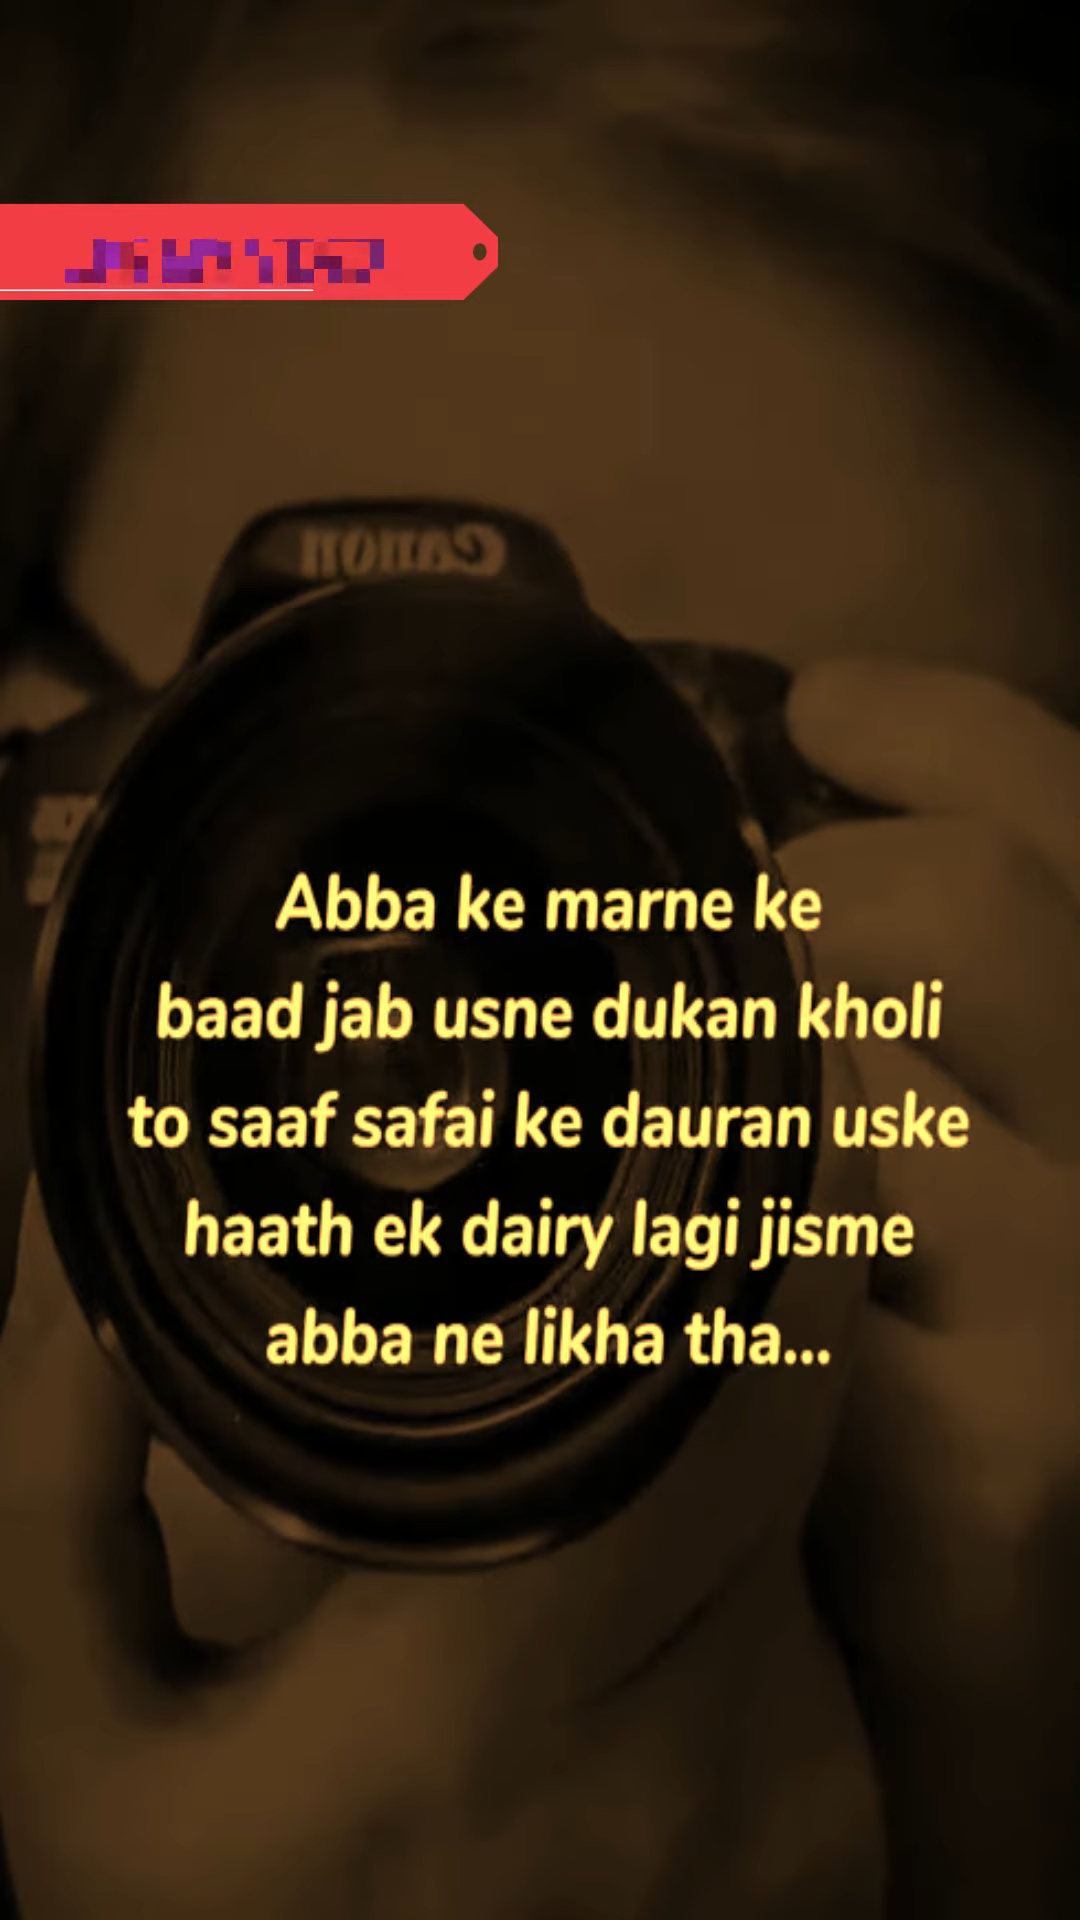 Canon
Abba ke marne ke
baad jab usne dukan kholi
to saaf safai ke dauran uske
haath ek dairy lagi jisme
abba ne likha tha...